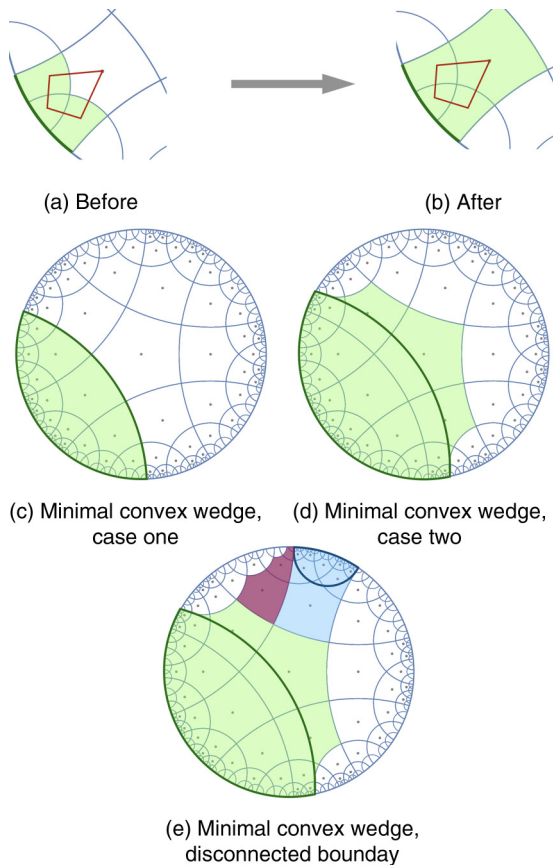 (a) Before
(b) After
(c) Minimal convex wedge,
case one
(d) Minimal convex wedge,
case two
(e) Minimal convex wedge,
disconnected bounday